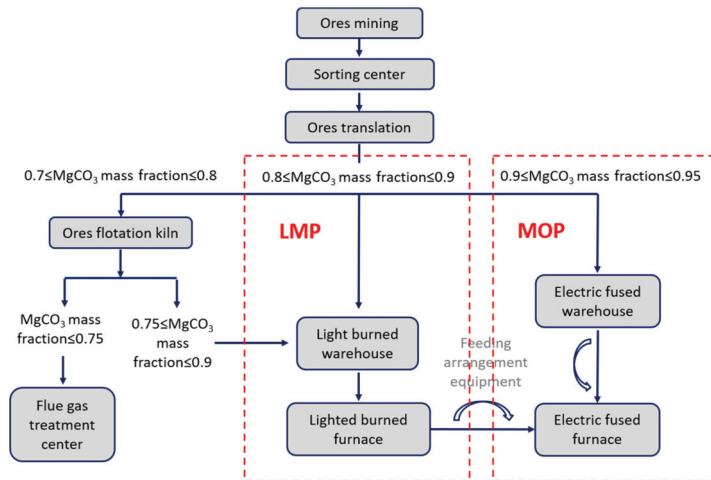 Ores mining
Sorting center
Ores translation
0.7≤MgCO₃ mass fraction≤0.8
0.8≤MgCO₃ mass fraction≤0.9
0.9≤MgCO₃ mass fraction≤0.95
Ores flotation kiln
LMP
MOP
MgCO₃ mass
fraction≤0.75
0.75≤MgCO₃
mass
fraction≤0.9
Light burned
warehouse
Feeding
arrangement
equipment
Electric fused
warehouse
Flue gas
treatment
center
Lighted burned
furnace
Electric fused
furnace